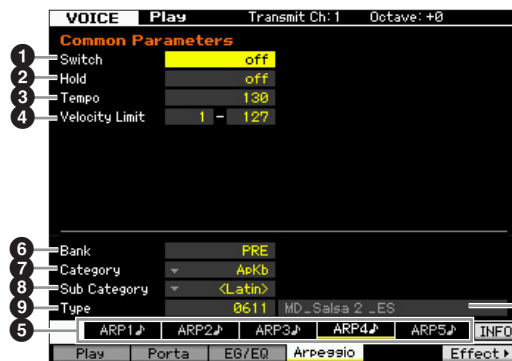 VOICE Play Transmit Ch:1 Octave: +0
Common Parameters
1 Switch off
2 Hold off
3 Tempo 130
4 Velocity Limit 1 - 127
6 Bank PRE
7 Category ApKb
8 Sub Category <Latin>
9 Type 0611 MD_Salsa 2 _ES
5 ARP1♪ ARP2♪ ARP3♪ ARP4♪ ARP5♪ INFO
Play Porta EG/EQ Arpeggio Effect